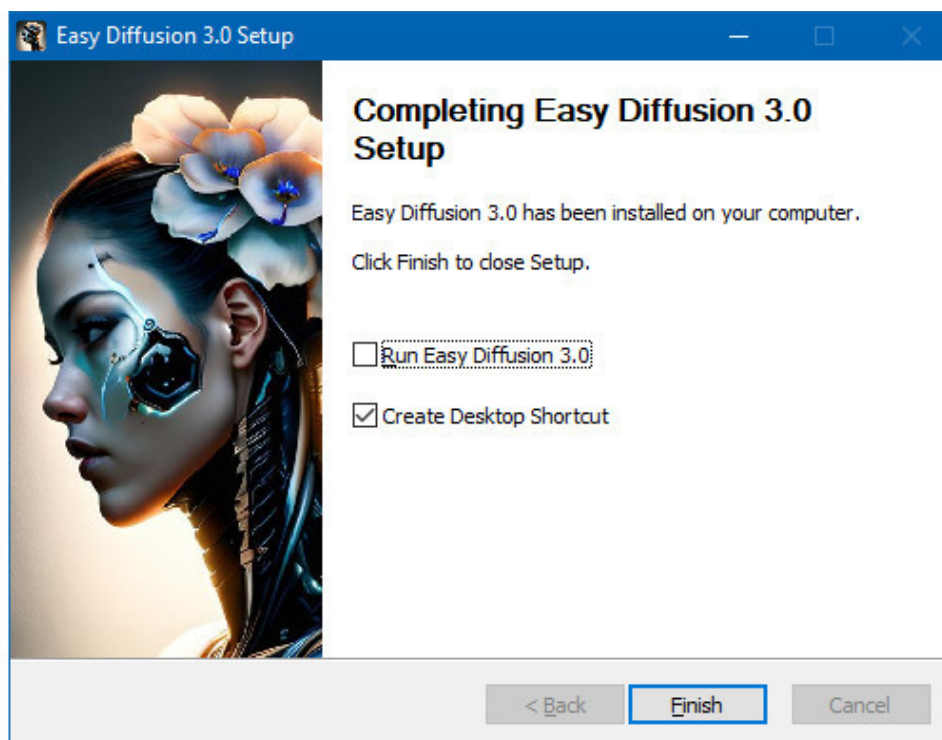 Easy Diffusion 3.0 Setup
Completing Easy Diffusion 3.0
Setup
Easy Diffusion 3.0 has been installed on your computer.
Click Finish to close Setup.
Run Easy Diffusion 3.0
Create Desktop Shortcut
< Back Finish Cancel